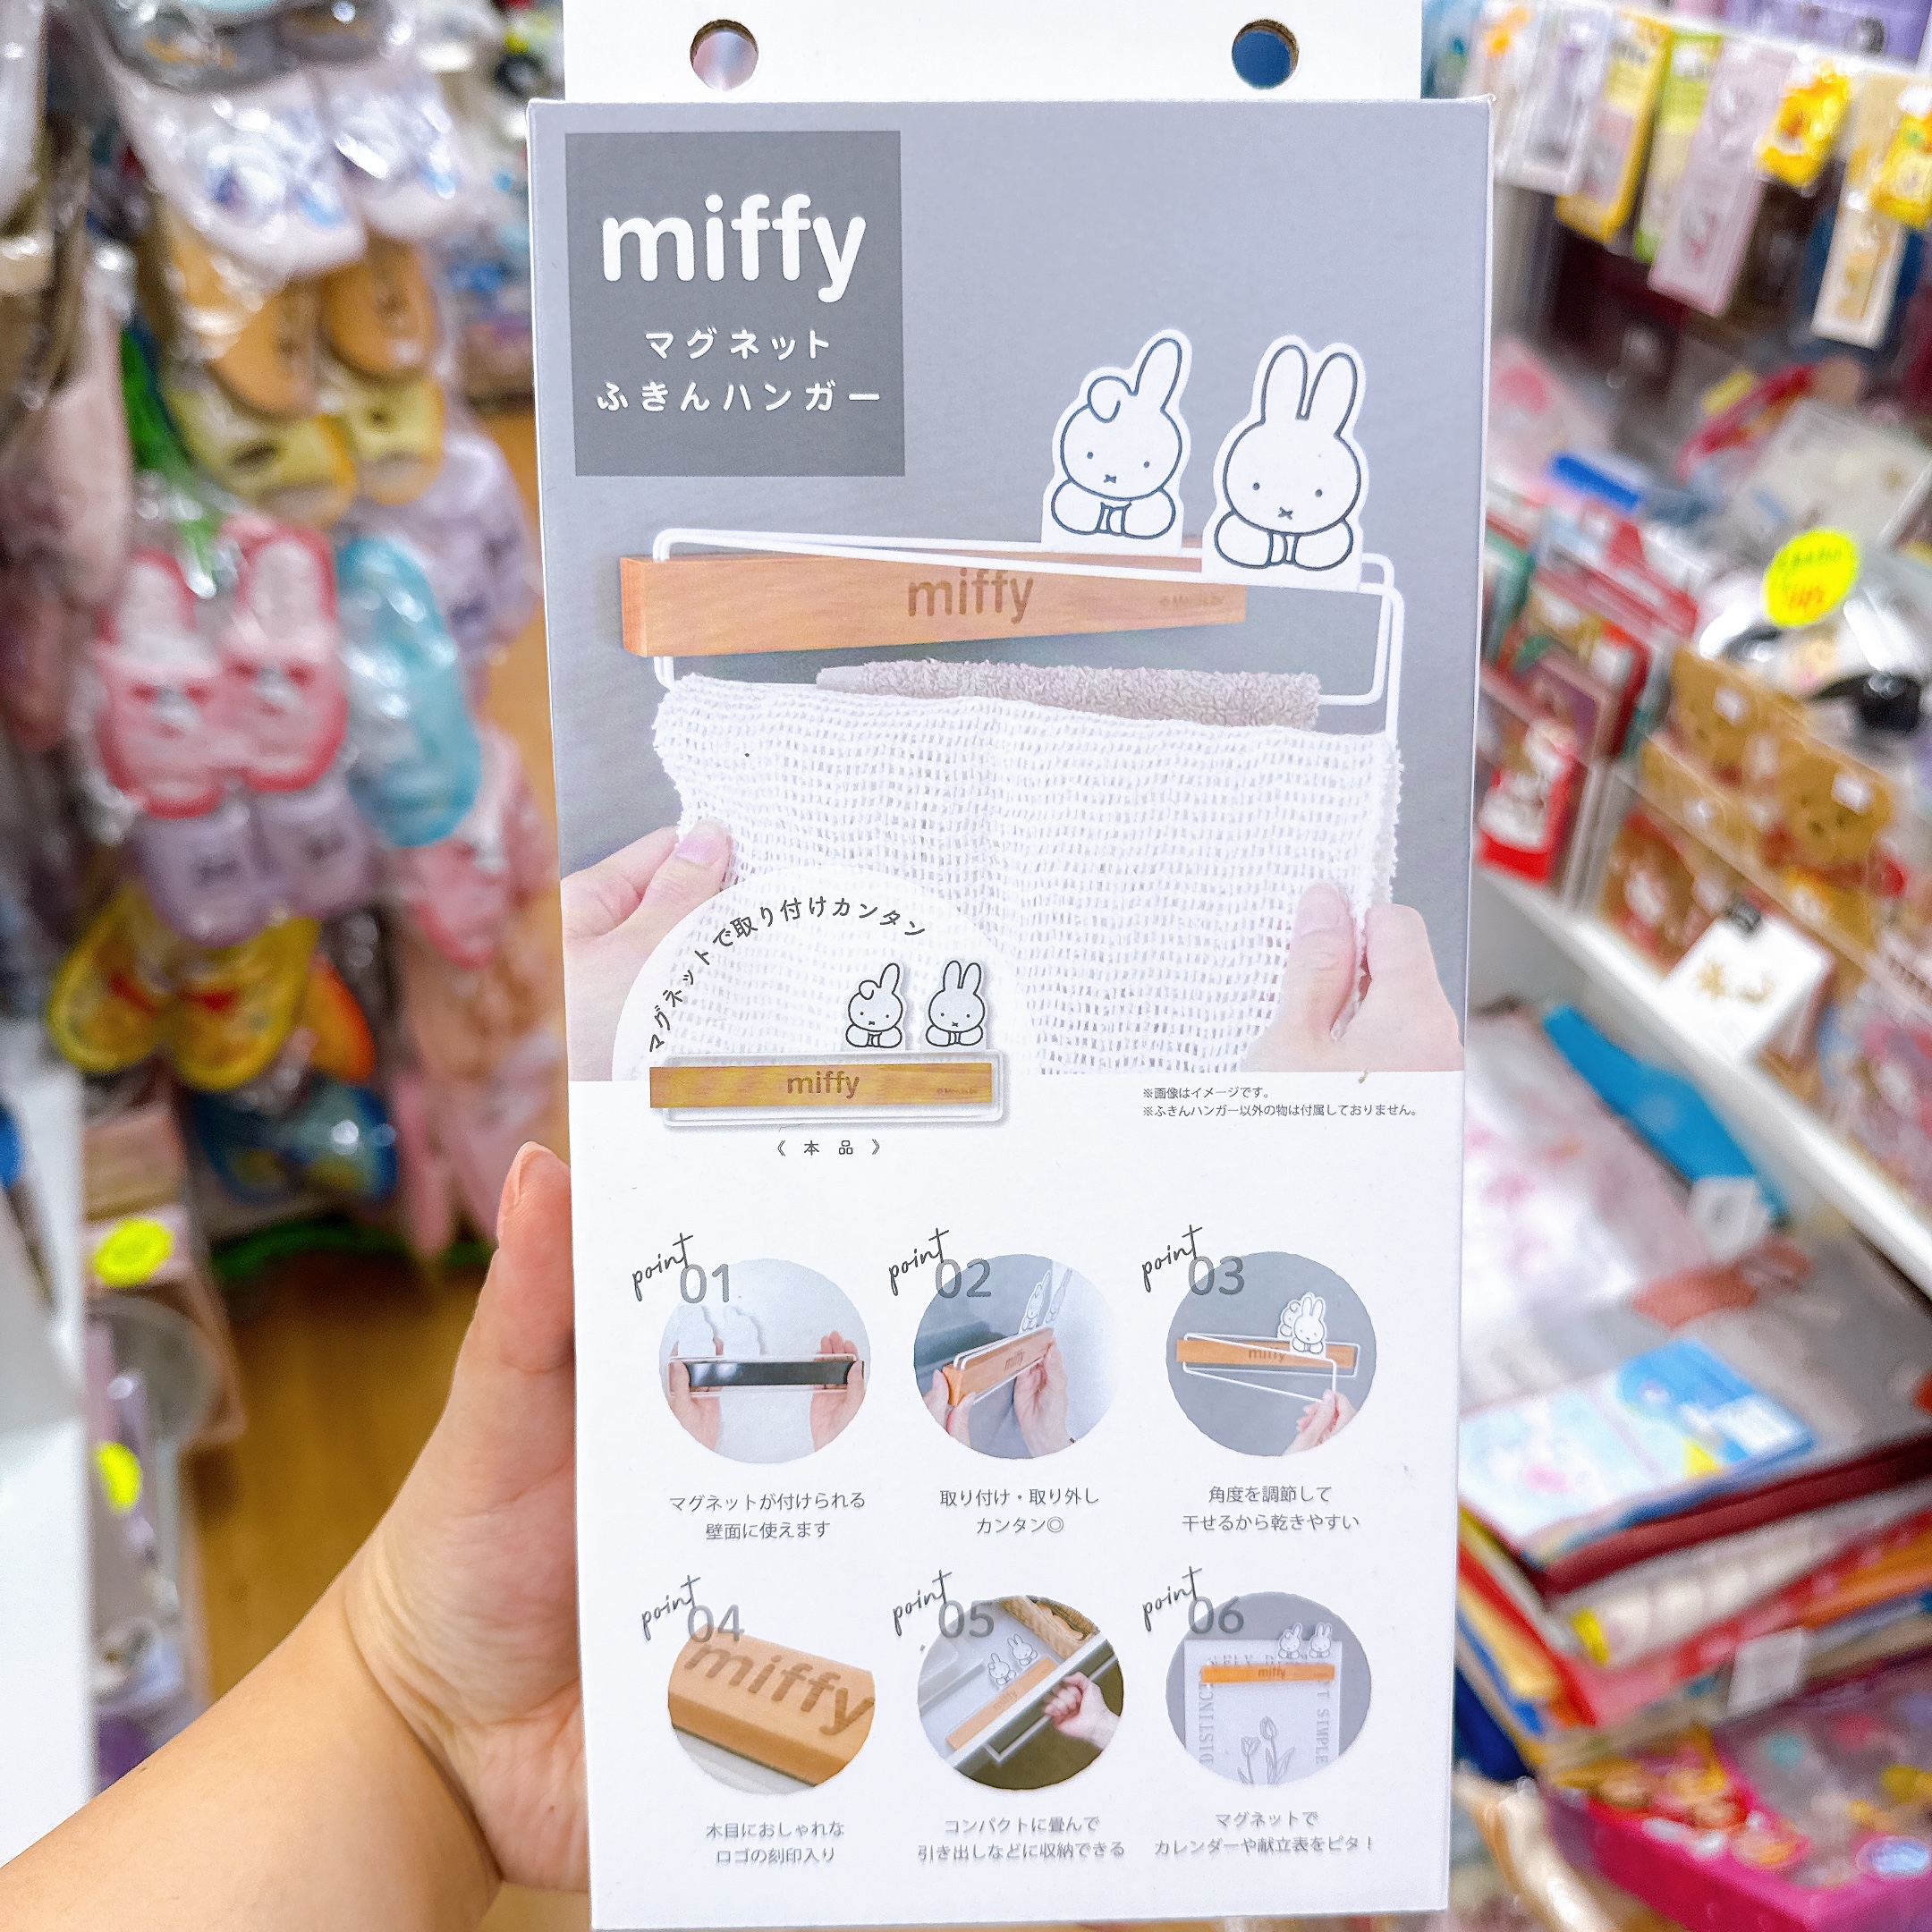 miffy
マグネット
ふきんハンガー
miffy
マグネットで取り付けカンタン
miffy
《 本 品 》
※画像はイメージです。
※ふきんハンガー以外の物は付属しておりません。
point 01
マグネットが付けられる
壁面に使えます
point 02
miffy
取り付け・取り外し
カンタン◎
point 03
miffy
角度を調節して
干せるから乾きやすい
point 04
miffy
木目におしゃれな
ロゴの刻印入り
point 05
コンパクトに畳んで
引き出しなどに収納できる
point 06
miffy
DISTINC
T SIMPLE
マグネットで
カレンダーや献立表をピタ！